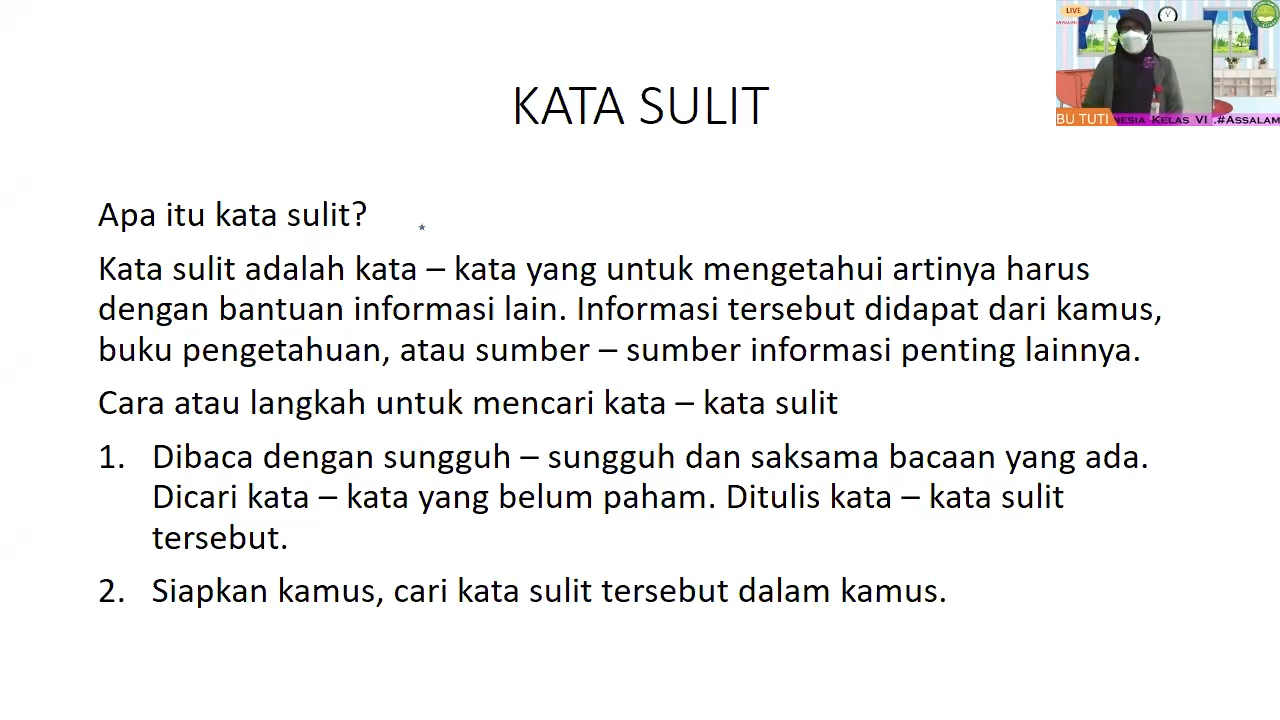 LIVE
KATA SULIT
BU TUTI
NESIA KELAS VI .#ASSALAM
Apa itu kata sulit?
Kata sulit adalah kata – kata yang untuk mengetahui artinya harus
dengan bantuan informasi lain. Informasi tersebut didapat dari kamus,
buku pengetahuan, atau sumber – sumber informasi penting lainnya.
Cara atau langkah untuk mencari kata – kata sulit
1. Dibaca dengan sungguh – sungguh dan saksama bacaan yang ada.
Dicari kata – kata yang belum paham. Ditulis kata – kata sulit
tersebut.
2. Siapkan kamus, cari kata sulit tersebut dalam kamus.